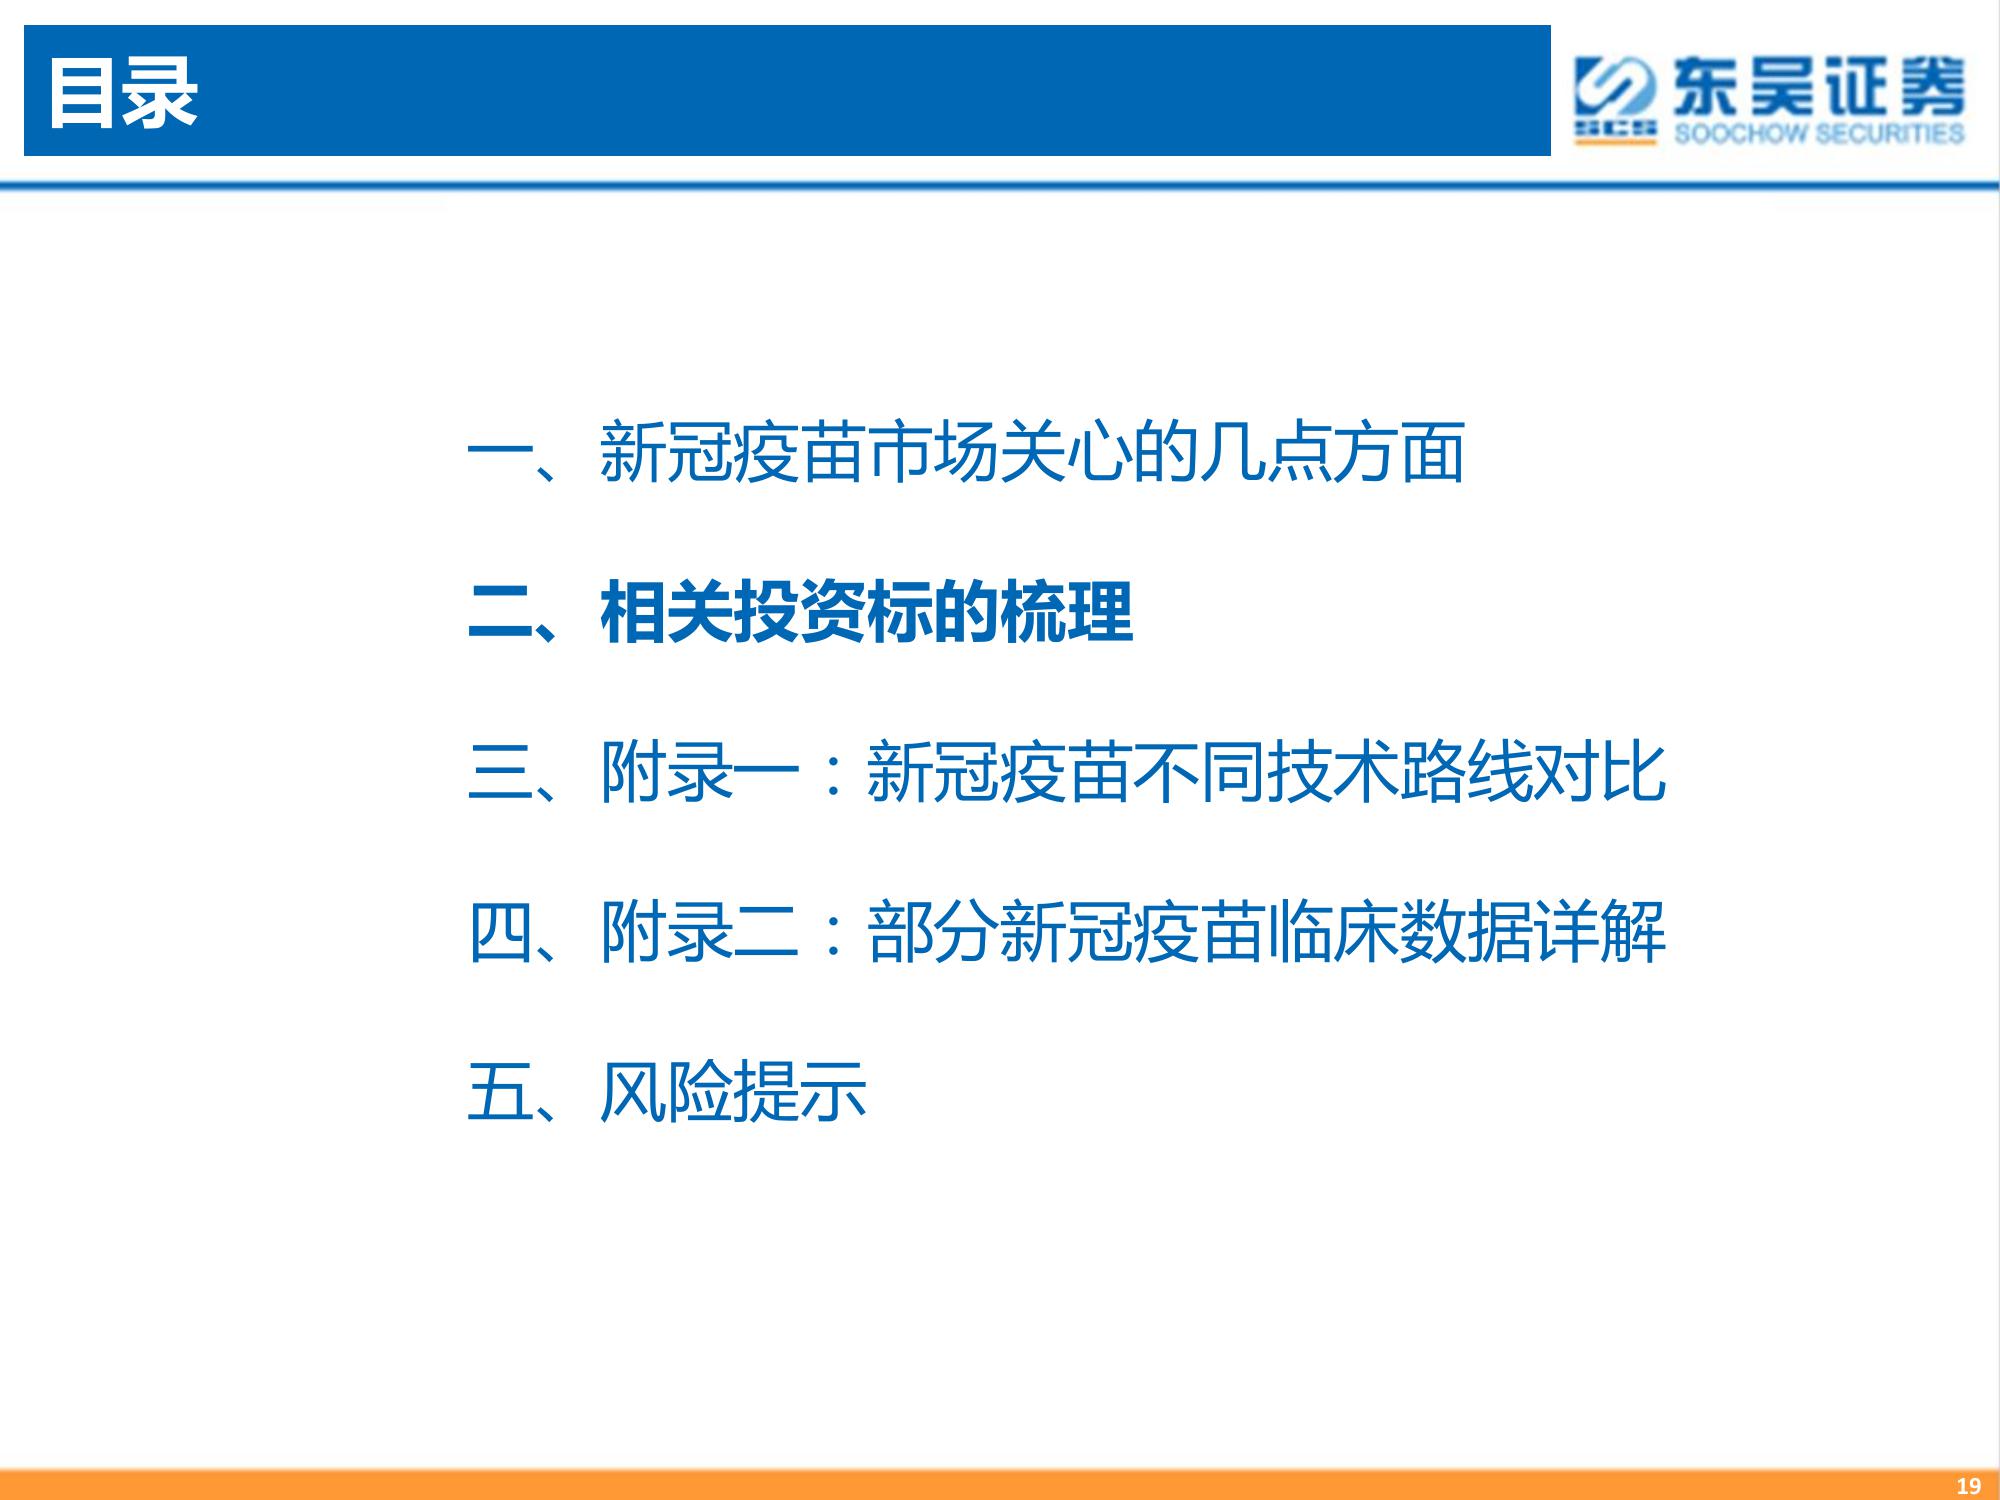 目录
东吴证券
SCS
SOOCHOW SECURITIES
一、新冠疫苗市场关心的几点方面
二、相关投资标的梳理
三、附录一：新冠疫苗不同技术路线对比
四、附录二：部分新冠疫苗临床数据详解
五、风险提示
19